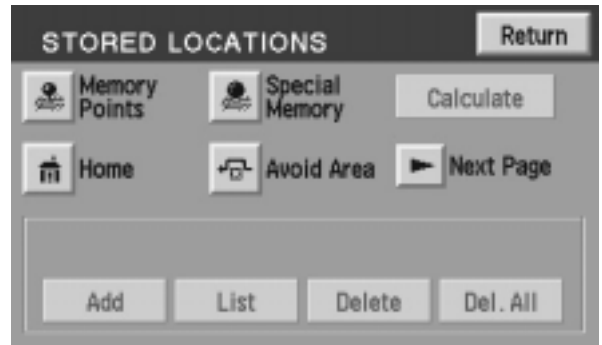 STORED LOCATIONS Return
Memory Points Special Memory Calculate
Home Avoid Area Next Page
Add List Delete Del. All